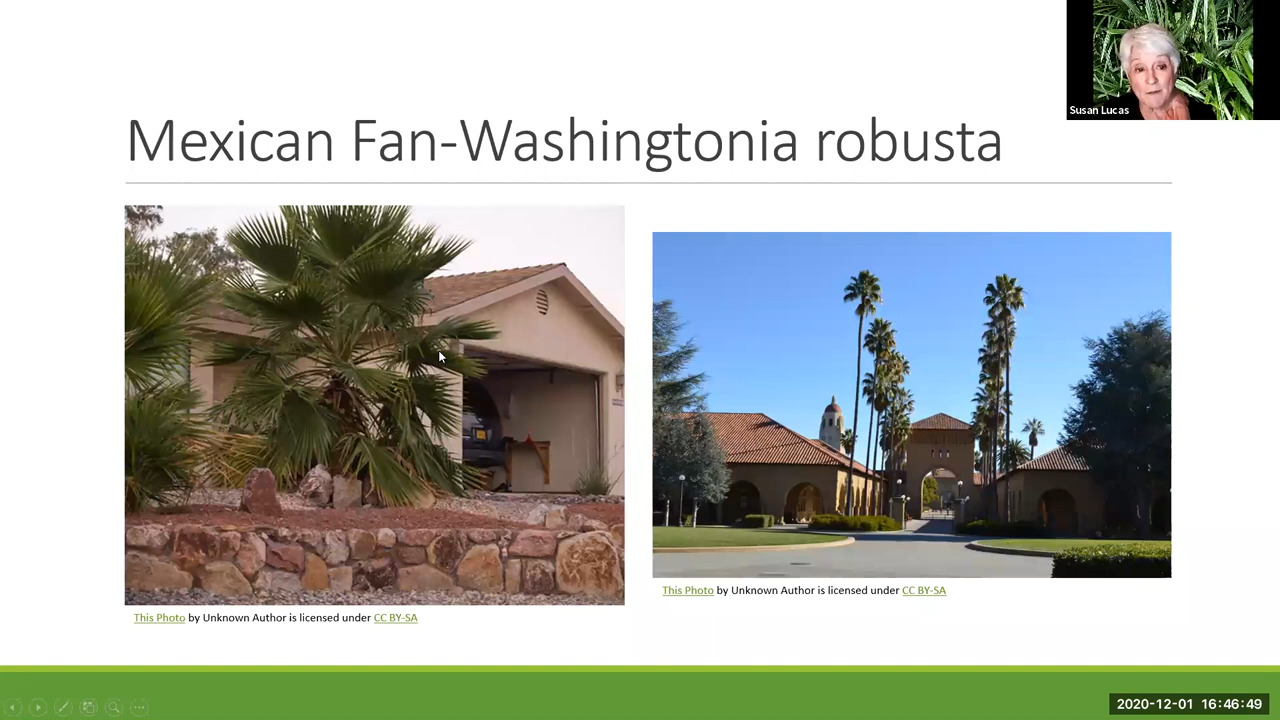 Susan Lucas
Mexican Fan-Washingtonia robusta
This Photo by Unknown Author is licensed under CC BY-SA
This Photo by Unknown Author is licensed under CC BY-SA
2020-12-01 16:46:49